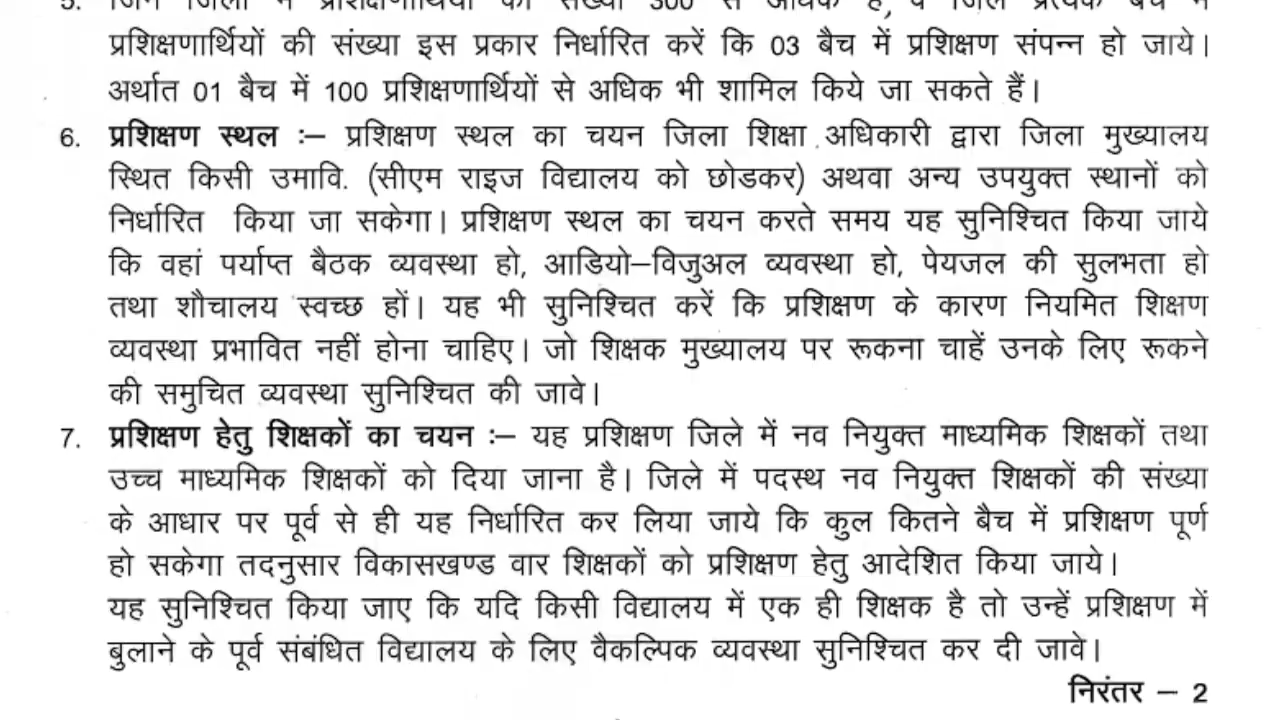 5. जिन जिलों में प्रशिक्षणार्थियों की संख्या 300 से अधिक है, वे जिले प्रत्येक बैच में
प्रशिक्षणार्थियों की संख्या इस प्रकार निर्धारित करें कि 03 बैच में प्रशिक्षण संपन्न हो जाये।
अर्थात 01 बैच में 100 प्रशिक्षणार्थियों से अधिक भी शामिल किये जा सकते हैं।
6. प्रशिक्षण स्थल :– प्रशिक्षण स्थल का चयन जिला शिक्षा अधिकारी द्वारा जिला मुख्यालय
स्थित किसी उमावि. (सीएम राइज विद्यालय को छोडकर) अथवा अन्य उपयुक्त स्थानों को
निर्धारित किया जा सकेगा। प्रशिक्षण स्थल का चयन करते समय यह सुनिश्चित किया जाये
कि वहां पर्याप्त बैठक व्यवस्था हो, आडियो–विजुअल व्यवस्था हो, पेयजल की सुलभता हो
तथा शौचालय स्वच्छ हों। यह भी सुनिश्चित करें कि प्रशिक्षण के कारण नियमित शिक्षण
व्यवस्था प्रभावित नहीं होना चाहिए। जो शिक्षक मुख्यालय पर रूकना चाहें उनके लिए रूकने
की समुचित व्यवस्था सुनिश्चित की जावे।
7. प्रशिक्षण हेतु शिक्षकों का चयन :– यह प्रशिक्षण जिले में नव नियुक्त माध्यमिक शिक्षकों तथा
उच्च माध्यमिक शिक्षकों को दिया जाना है। जिले में पदस्थ नव नियुक्त शिक्षकों की संख्या
के आधार पर पूर्व से ही यह निर्धारित कर लिया जाये कि कुल कितने बैच में प्रशिक्षण पूर्ण
हो सकेगा तदनुसार विकासखण्ड वार शिक्षकों को प्रशिक्षण हेतु आदेशित किया जाये।
यह सुनिश्चित किया जाए कि यदि किसी विद्यालय में एक ही शिक्षक है तो उन्हें प्रशिक्षण में
बुलाने के पूर्व संबंधित विद्यालय के लिए वैकल्पिक व्यवस्था सुनिश्चित कर दी जावे।
निरंतर – 2